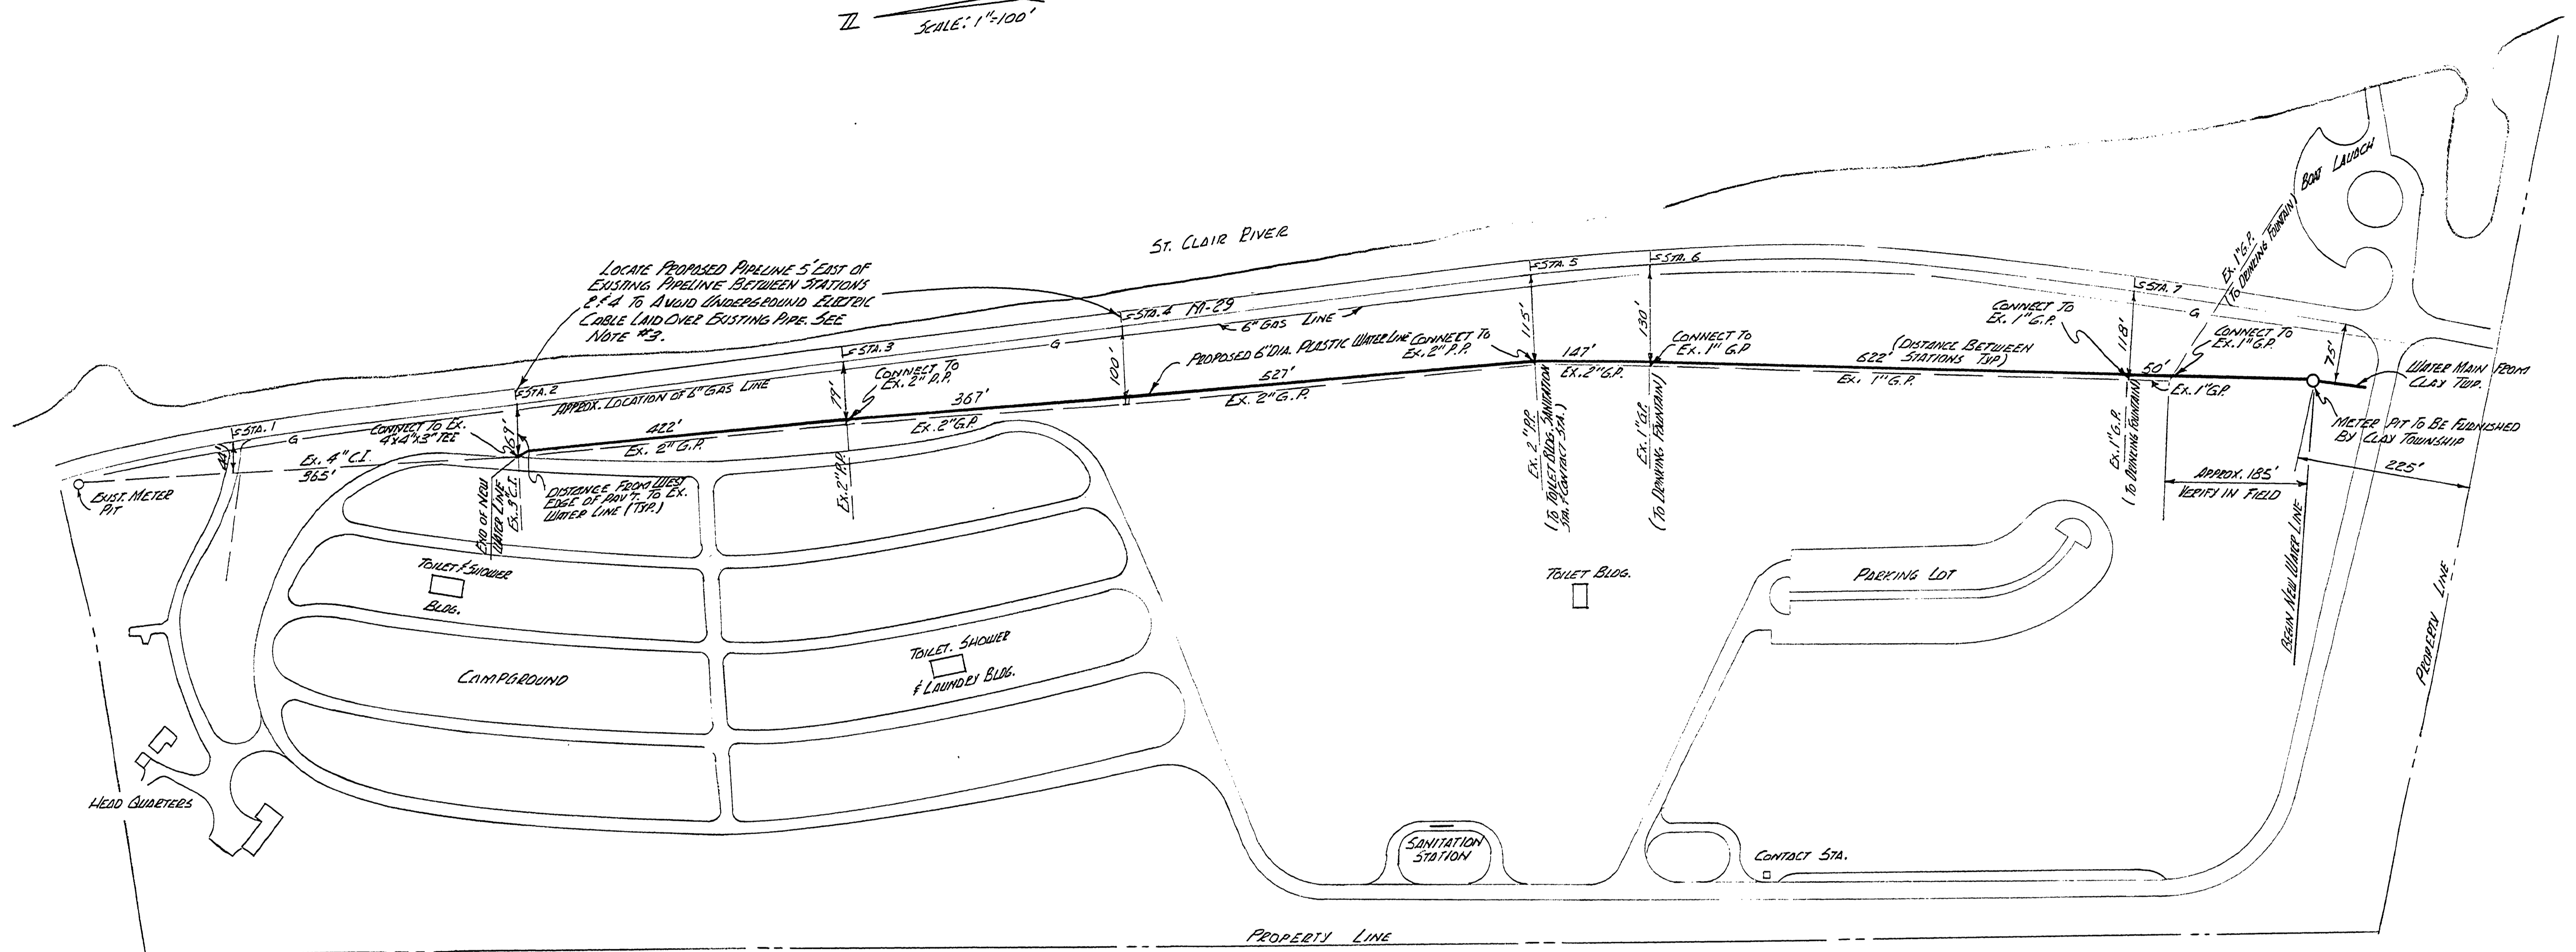 SCALE: 1"=100'
ST. CLAIR RIVER
BOAT LAUNCH
LOCATE PROPOSED PIPELINE 5' EAST OF
EXISTING PIPELINE BETWEEN STATIONS
2 & 4 TO AVOID UNDERGROUND ELECTRIC
CABLE LAID OVER EXISTING PIPE. SEE
NOTE #3.
STA. 1
STA. 2
STA. 3
STA. 4
M-29
STA. 5
STA. 6
STA. 7
6" GAS LINE
G
G
G
APPROX. LOCATION OF 6" GAS LINE
CONNECT TO EX.
4"x4"x3" TEE
EX. 4" C.I.
365'
44'
69'
EXIST. METER
PIT
422'
EX. 2" G.P.
CONNECT TO
EX. 2" P.P.
367'
EX. 2" G.P.
EX. 2" P.P.
100'
PROPOSED 6" DIA. PLASTIC WATER LINE
527'
EX. 2" G.P.
CONNECT TO
EX. 2" P.P.
115'
147'
EX. 2" G.P.
130'
CONNECT TO
EX. 1" G.P.
622' (DISTANCE BETWEEN
STATIONS TYP)
EX. 1" G.P.
CONNECT TO
EX. 1" G.P.
118'
50'
EX. 1" G.P.
CONNECT TO
EX. 1" G.P.
EX. 1" G.P.
(TO DRINKING FOUNTAIN)
75'
WATER MAIN FROM
CLAY TWP.
METER PIT TO BE FURNISHED
BY CLAY TOWNSHIP
225'
APPROX. 185'
VERIFY IN FIELD
BEGIN NEW WATER LINE
END OF NEW
WATER LINE
EX. 3" C.I.
DISTANCE FROM WEST
EDGE OF PAV'T. TO EX.
WATER LINE (TYP.)
EX. 2" P.P.
(TO TOILET BLDG. SANITATION
STA. & CONTACT STA.)
EX. 1" G.P.
(TO DRINKING FOUNTAIN)
EX. 1" G.P.
(TO DRINKING FOUNTAIN)
TOILET & SHOWER
BLDG.
TOILET BLDG.
PARKING LOT
CAMPGROUND
TOILET. SHOWER
& LAUNDRY BLDG.
HEAD QUARTERS
SANITATION
STATION
CONTACT STA.
PROPERTY LINE
PROPERTY LINE